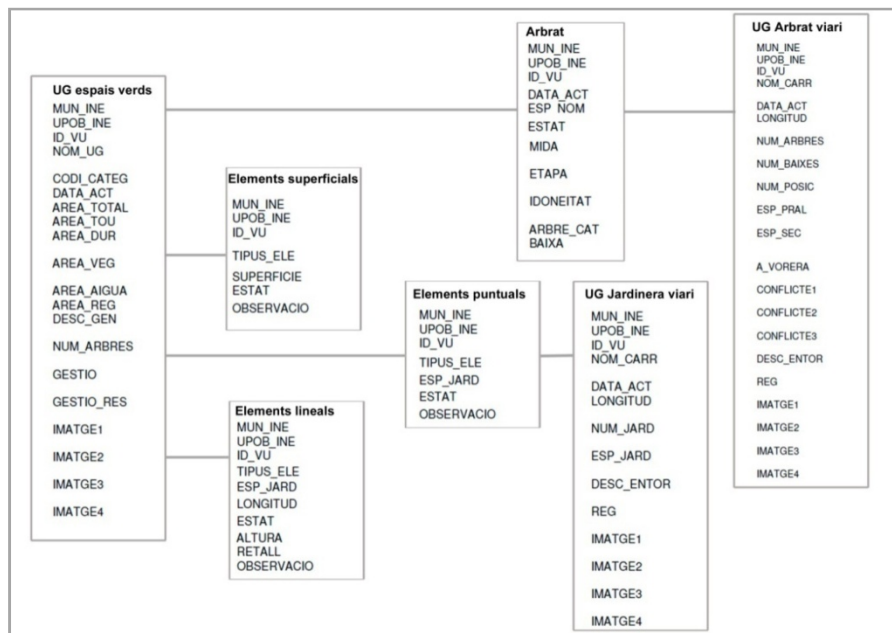 UG espais verds
MUN_INE
UPOB_INE
ID_VU
NOM_UG
CODI_CATEG
DATA_ACT
AREA_TOTAL
AREA_TOU
AREA_DUR
AREA_VEG
AREA_AIGUA
AREA_REG
DESC_GEN
NUM_ARBRES
GESTIO
GESTIO_RES
IMATGE1
IMATGE2
IMATGE3
IMATGE4
Elements superficials
MUN_INE
UPOB_INE
ID_VU
TIPUS_ELE
SUPERFICIE
ESTAT
OBSERVACIO
Elements lineals
MUN_INE
UPOB_INE
ID_VU
TIPUS_ELE
ESP_JARD
LONGITUD
ESTAT
ALTURA
RETALL
OBSERVACIO
Elements puntuals
MUN_INE
UPOB_INE
ID_VU
TIPUS_ELE
ESP_JARD
ESTAT
OBSERVACIO
Arbrat
MUN_INE
UPOB_INE
ID_VU
DATA_ACT
ESP_NOM
ESTAT
MIDA
ETAPA
IDONEITAT
ARBRE_CAT
BAIXA
UG Jardinera viari
MUN_INE
UPOB_INE
ID_VU
NOM_CARR
DATA_ACT
LONGITUD
NUM_JARD
ESP_JARD
DESC_ENTOR
REG
IMATGE1
IMATGE2
IMATGE3
IMATGE4
UG Arbrat viari
MUN_INE
UPOB_INE
ID_VU
NOM_CARR
DATA_ACT
LONGITUD
NUM_ARBRES
NUM_BAIXES
NUM_POSIC
ESP_PRAL
ESP_SEC
A_VORERA
CONFLICTE1
CONFLICTE2
CONFLICTE3
DESC_ENTOR
REG
IMATGE1
IMATGE2
IMATGE3
IMATGE4